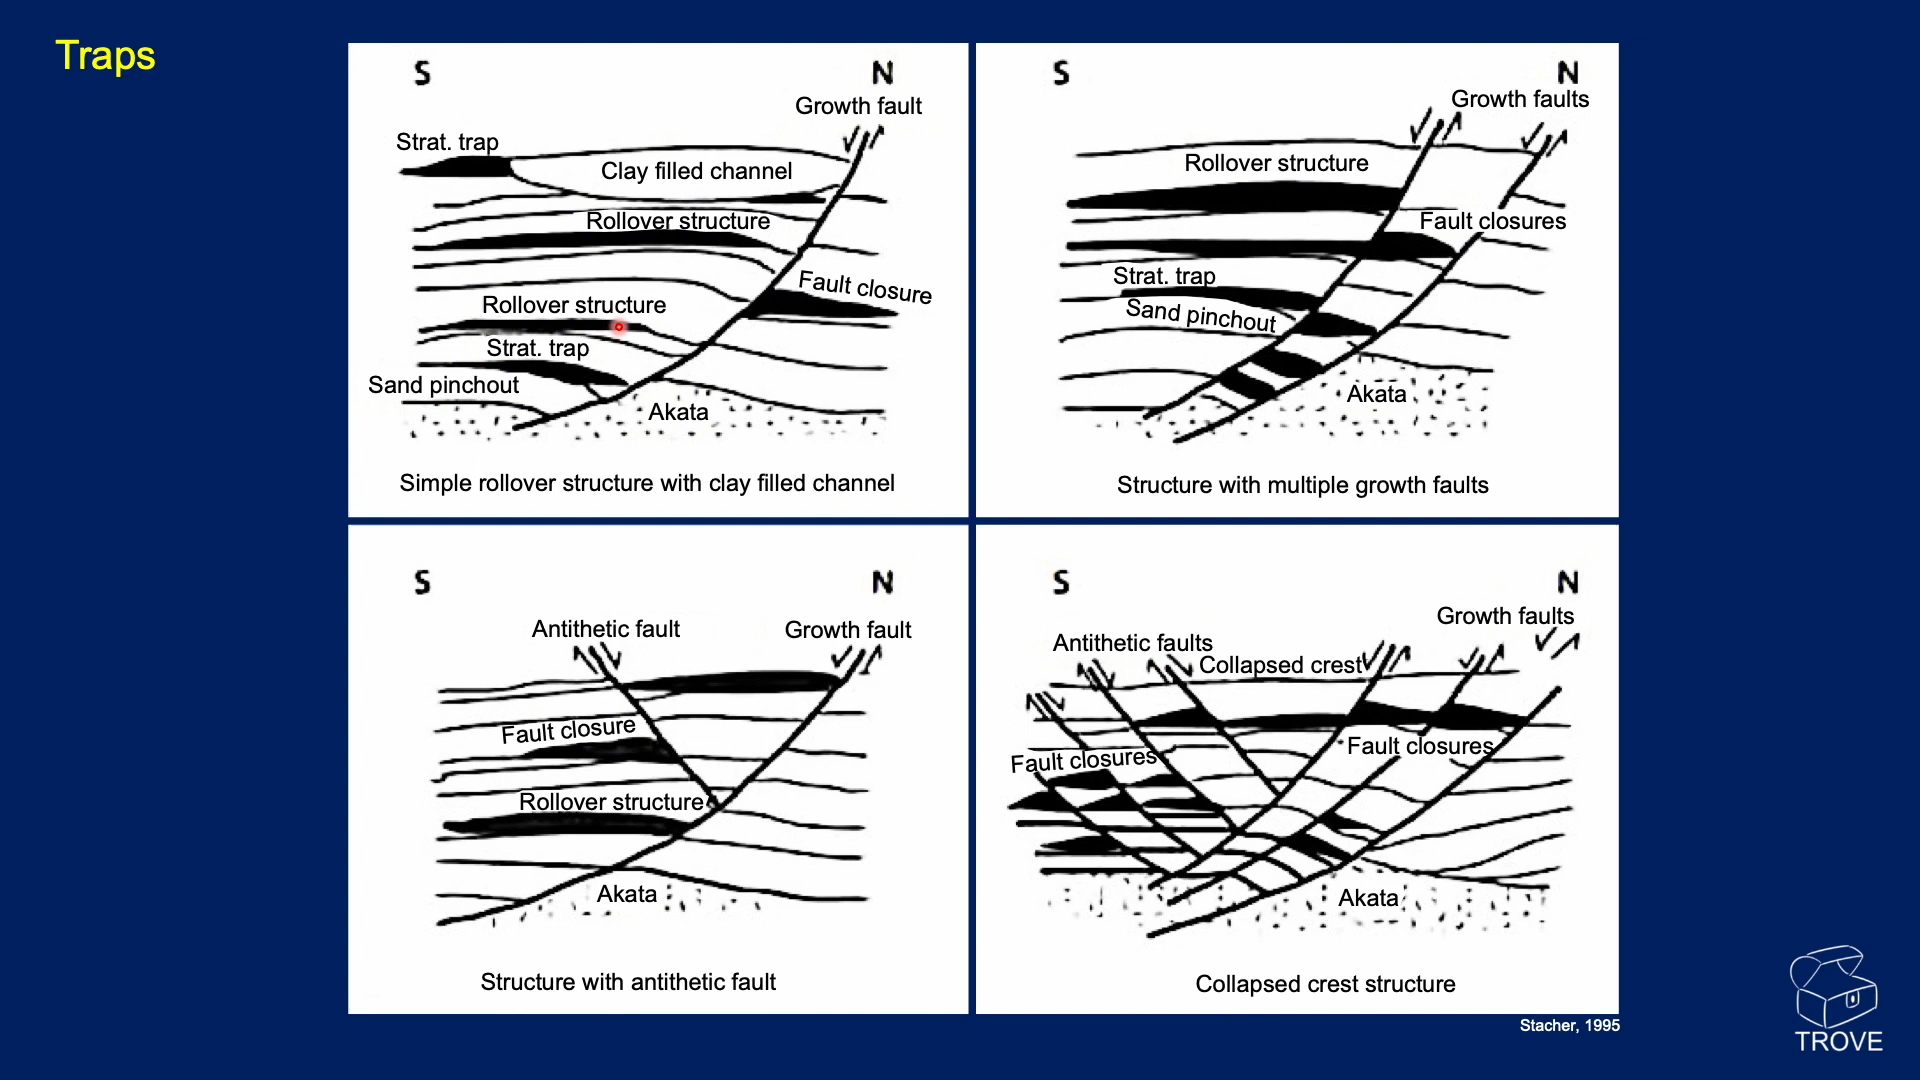 Traps
S
N
Growth fault
Strat. trap
Clay filled channel
Rollover structure
Fault closure
Rollover structure
Strat. trap
Sand pinchout
Akata
Simple rollover structure with clay filled channel
S
N
Growth faults
Rollover structure
Fault closures
Strat. trap
Sand pinchout
Akata
Structure with multiple growth faults
S
N
Antithetic fault
Growth fault
Fault closure
Rollover structure
Akata
Structure with antithetic fault
S
N
Growth faults
Antithetic faults
Collapsed crest
Fault closures
Fault closures
Akata
Collapsed crest structure
Stacher, 1995
TROVE